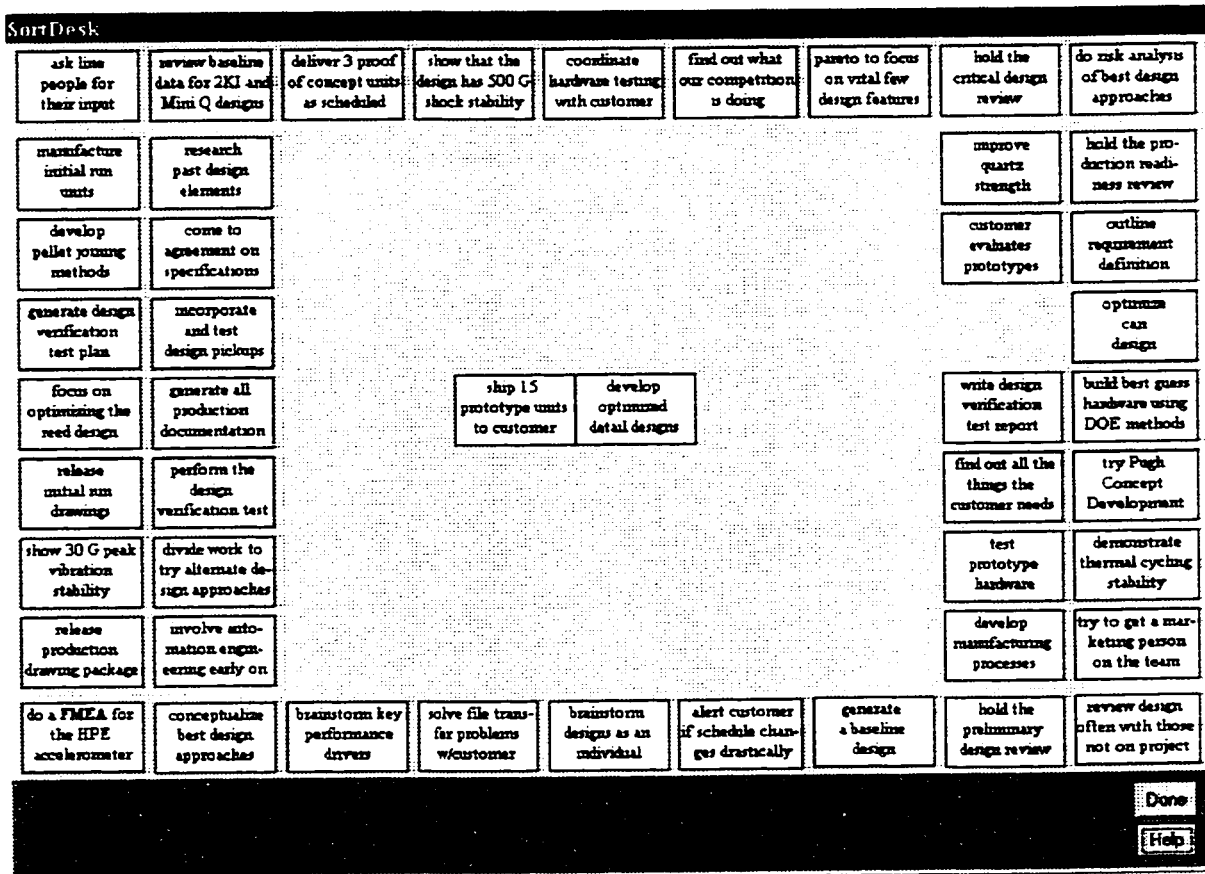 SortDesk
ask line
people for
their input
review baseline
data for 2KI and
Mini Q designs
deliver 3 proof
of concept units
as scheduled
show that the
design has 500 G
shock stability
coordinate
hardware testing
with customer
find out what
our competition
is doing
pareto to focus
on vital few
design features
hold the
critical design
review
do risk analysis
of best design
approaches
manufacture
initial run
units
research
past design
elements
improve
quartz
strength
hold the pro-
duction readi-
ness review
develop
pellet joining
methods
come to
agreement on
specifications
customer
evaluates
prototypes
outline
requirement
definition
generate design
verification
test plan
incorporate
and test
design pickups
optimize
can
design
focus on
optimizing the
reed design
generate all
production
documentation
ship 15
prototype units
to customer
develop
optimized
detail designs
write design
verification
test report
build best guess
hardware using
DOE methods
release
initial run
drawings
perform the
design
verification test
find out all the
things the
customer needs
try Pugh
Concept
Development
show 30 G peak
vibration
stability
divide work to
try alternate de-
sign approaches
test
prototype
hardware
demonstrate
thermal cycling
stability
release
production
drawing package
involve auto-
mation engin-
eering early on
develop
manufacturing
processes
try to get a mar-
keting person
on the team
do a FMEA for
the HPE
accelerometer
conceptualize
best design
approaches
brainstorm key
performance
drivers
solve file trans-
far problems
w/customer
brainstorm
designs as an
individual
alert customer
if schedule chan-
ges drastically
generate
a baseline
design
hold the
preliminary
design review
review design
often with those
not on project
Done
Help